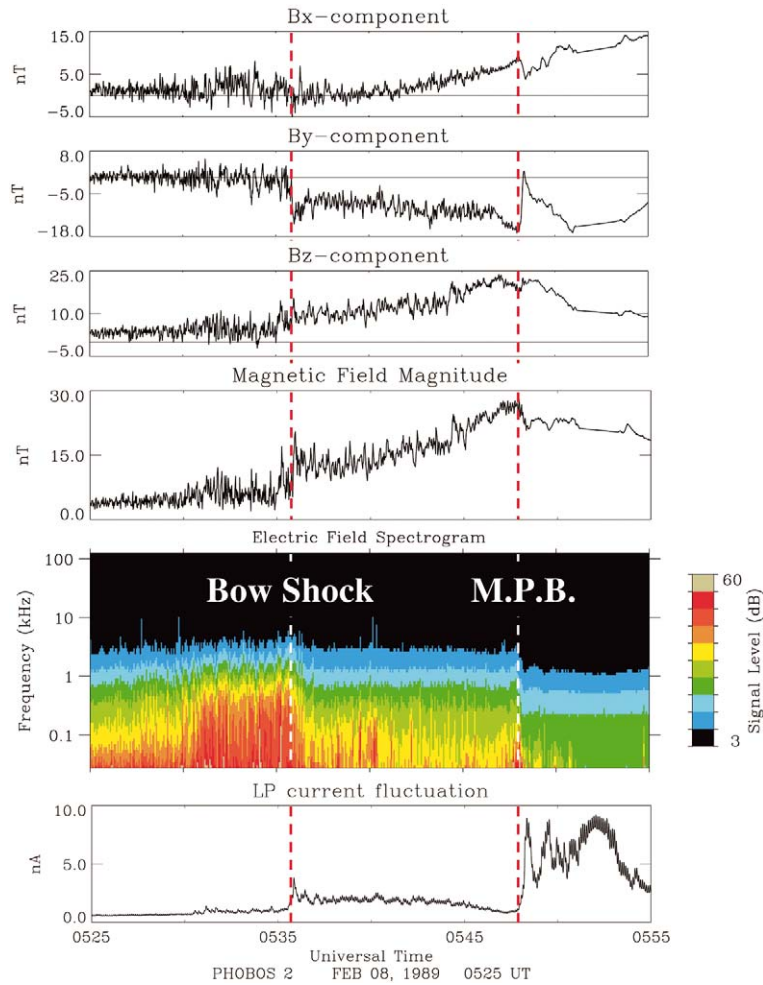 Bx-component
15.0
5.0
-5.0
nT
By-component
8.0
-5.0
-18.0
nT
Bz-component
25.0
10.0
-5.0
nT
Magnetic Field Magnitude
30.0
15.0
0.0
nT
Electric Field Spectrogram
100
10
1
0.1
Frequency (kHz)
Bow Shock
M.P.B.
60
3
Signal Level (dB)
LP current fluctuation
10.0
5.0
0.0
nA
0525
0535
0545
0555
Universal Time
PHOBOS 2 FEB 08, 1989 0525 UT